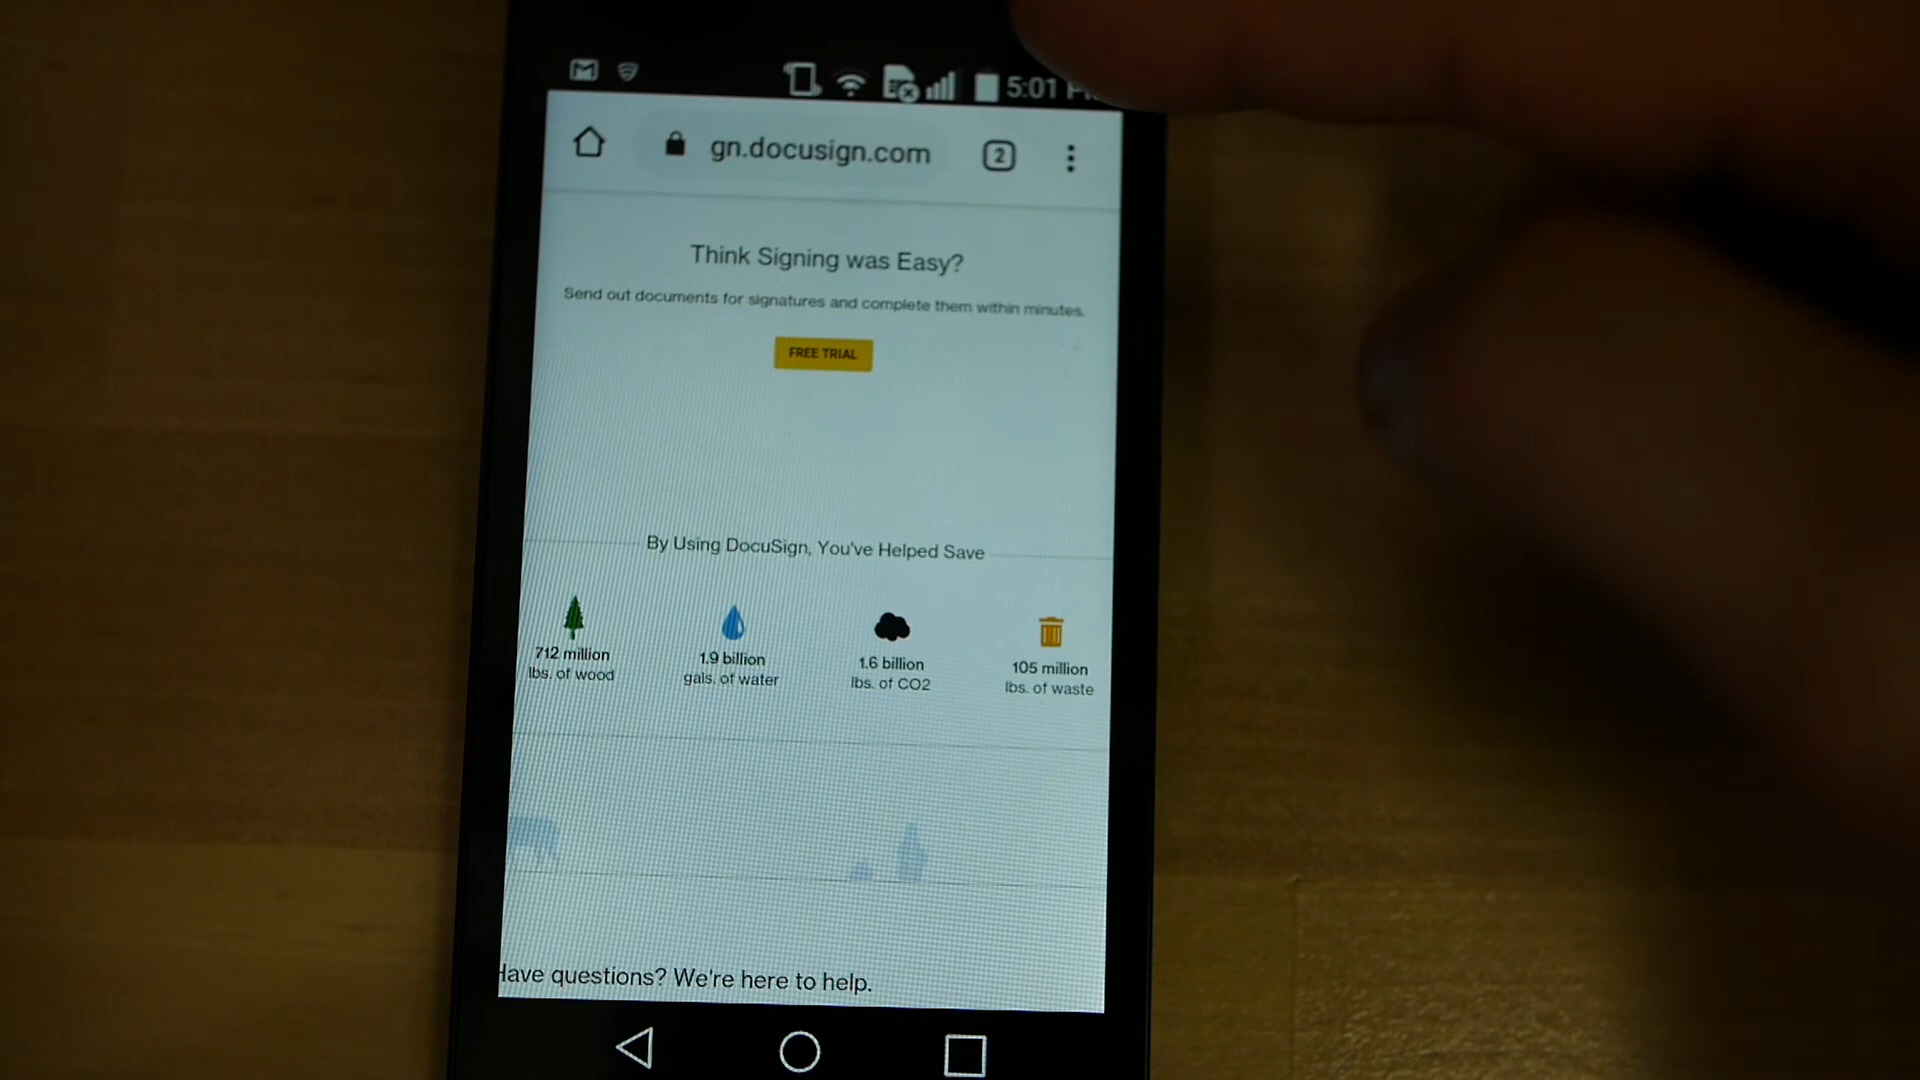 5:01
gn.docusign.com
2
Think Signing was Easy?
Send out documents for signatures and complete them within minutes.
FREE TRIAL
By Using DocuSign, You've Helped Save
712 million
lbs. of wood
1.9 billion
gals. of water
1.6 billion
lbs. of CO2
105 million
lbs. of waste
Have questions? We're here to help.